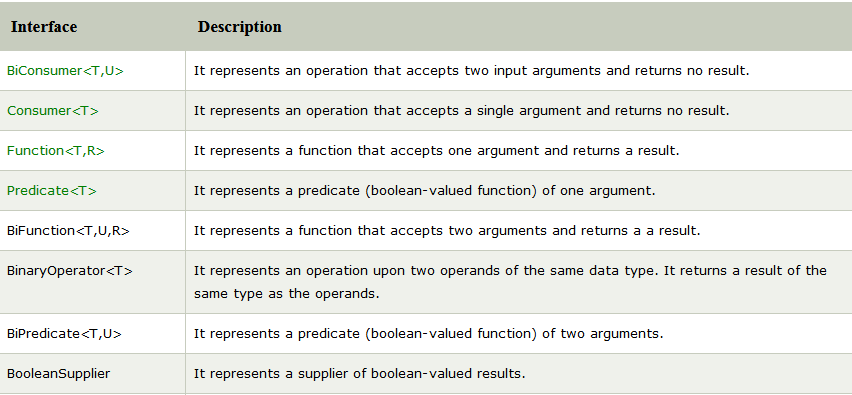 Interface Description
BiConsumer<T,U> It represents an operation that accepts two input arguments and returns no result.
Consumer<T> It represents an operation that accepts a single argument and returns no result.
Function<T,R> It represents a function that accepts one argument and returns a result.
Predicate<T> It represents a predicate (boolean-valued function) of one argument.
BiFunction<T,U,R> It represents a function that accepts two arguments and returns a a result.
BinaryOperator<T> It represents an operation upon two operands of the same data type. It returns a result of the
same type as the operands.
BiPredicate<T,U> It represents a predicate (boolean-valued function) of two arguments.
BooleanSupplier It represents a supplier of boolean-valued results.